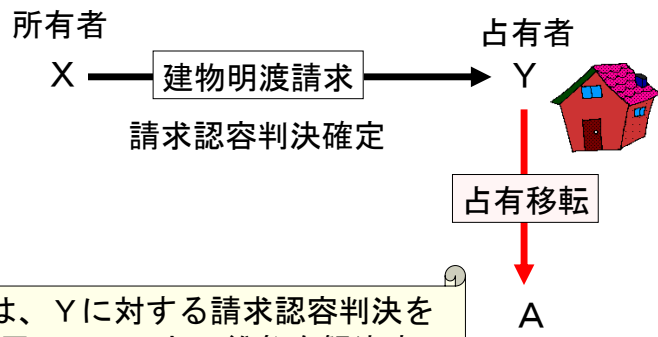 所有者
占有者
X
建物明渡請求
Y
請求認容判決確定
占有移転
は、Yに対する請求認容判決を
A